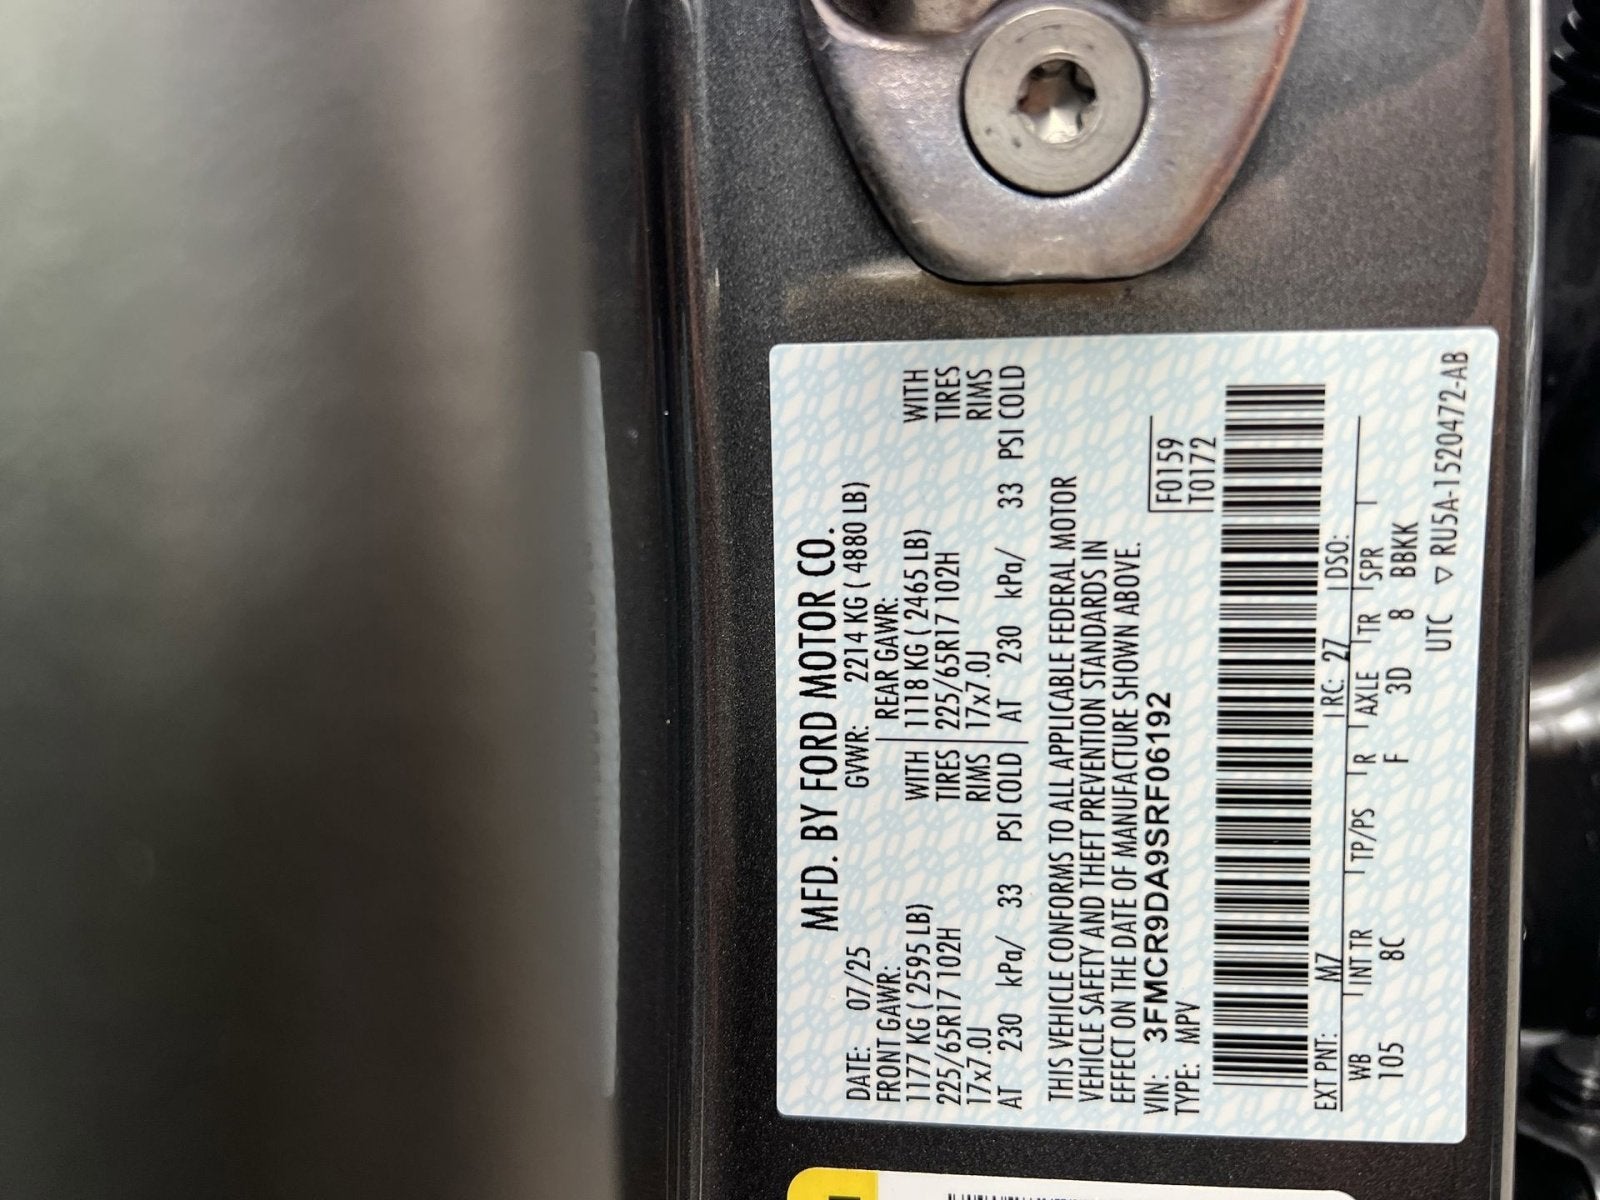 MFD. BY FORD MOTOR CO.
DATE: 07/25 GVWR: 2214 KG ( 4880 LB)
FRONT GAWR: REAR GAWR:
1177 KG ( 2595 LB) WITH 1118 KG ( 2465 LB) WITH
225/65R17 102H TIRES 225/65R17 102H TIRES
17x7.0J RIMS 17x7.0J RIMS
AT 230 kPa/ 33 PSI COLD AT 230 kPa/ 33 PSI COLD
THIS VEHICLE CONFORMS TO ALL APPLICABLE FEDERAL MOTOR
VEHICLE SAFETY AND THEFT PREVENTION STANDARDS IN
EFFECT ON THE DATE OF MANUFACTURE SHOWN ABOVE.
VIN: 3FMCR9DA9SRF06192 F0159
TYPE: MPV T0172
EXT PNT: M7 RC: 27 DSO:
WB INT TR TP/PS R AXLE TR SPR
105 8C F 3D 8 BBKK
UTC ▽ RU5A-1520472-AB